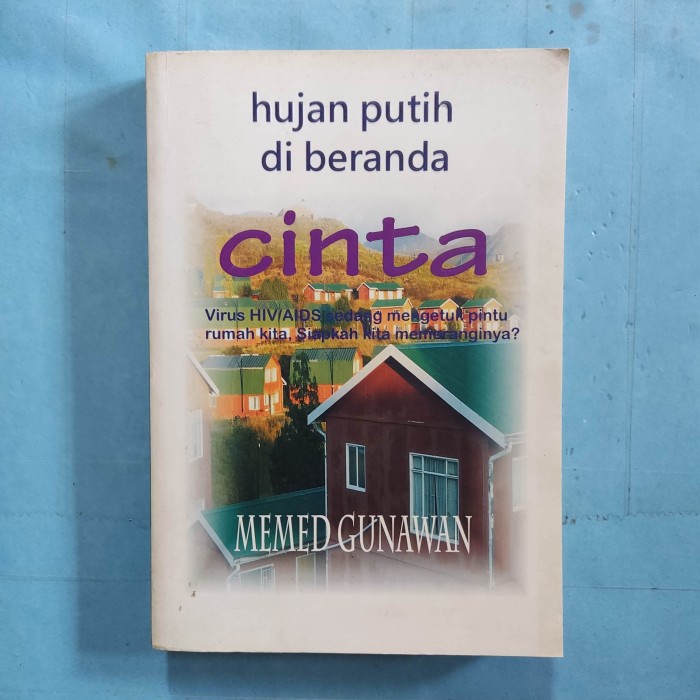 hujan putih
di beranda
cinta
Virus HIV/AIDS sedang mengetuk pintu
rumah kita. Siapkah kita memeranginya?
MEMED GUNAWAN